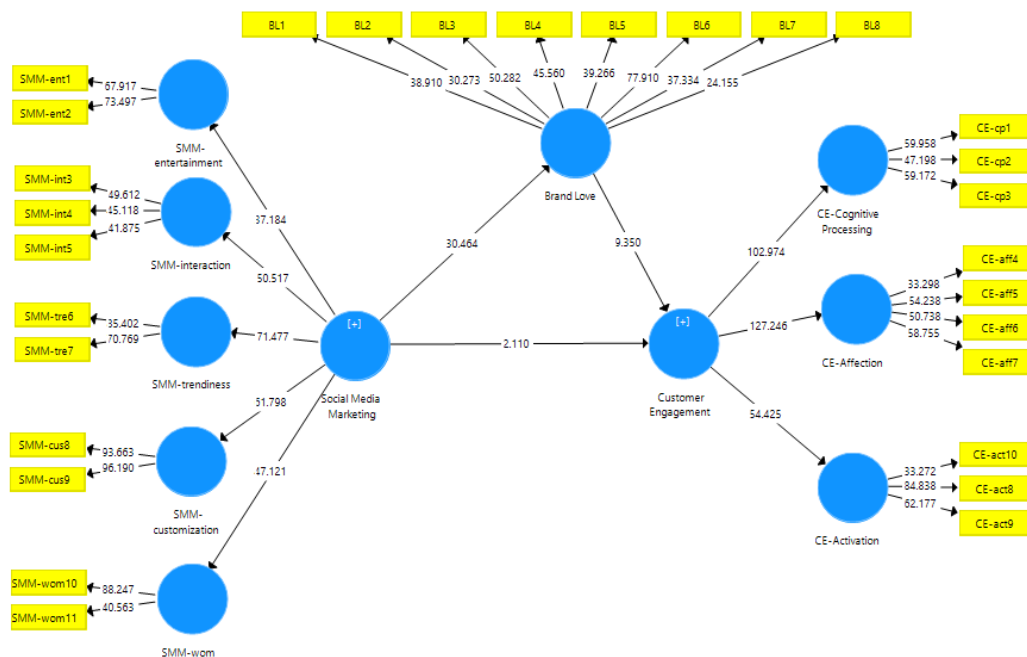 BL1
BL2
BL3
BL4
BL5
BL6
BL7
BL8
38.910
30.273
50.282
45.560
39.266
77.910
37.334
24.155
SMM-ent1
SMM-ent2
67.917
73.497
SMM-
entertainment
SMM-int3
SMM-int4
SMM-int5
49.612
45.118
41.875
SMM-interaction
SMM-tre6
SMM-tre7
35.402
70.769
SMM-trendiness
SMM-cus8
SMM-cus9
93.663
96.190
SMM-
customization
SMM-wom10
SMM-wom11
88.247
40.563
SMM-wom
71.477
47.121
[+]
Social Media
Marketing
30.464
2.110
Brand Love
9.350
[+]
Customer
Engagement
102.974
127.246
54.425
CE-Cognitive
Processing
59.958
47.198
59.172
CE-cp1
CE-cp2
CE-cp3
CE-Affection
33.298
54.238
50.738
58.755
CE-aff4
CE-aff5
CE-aff6
CE-aff7
CE-Activation
33.272
84.838
62.177
CE-act10
CE-act8
CE-act9